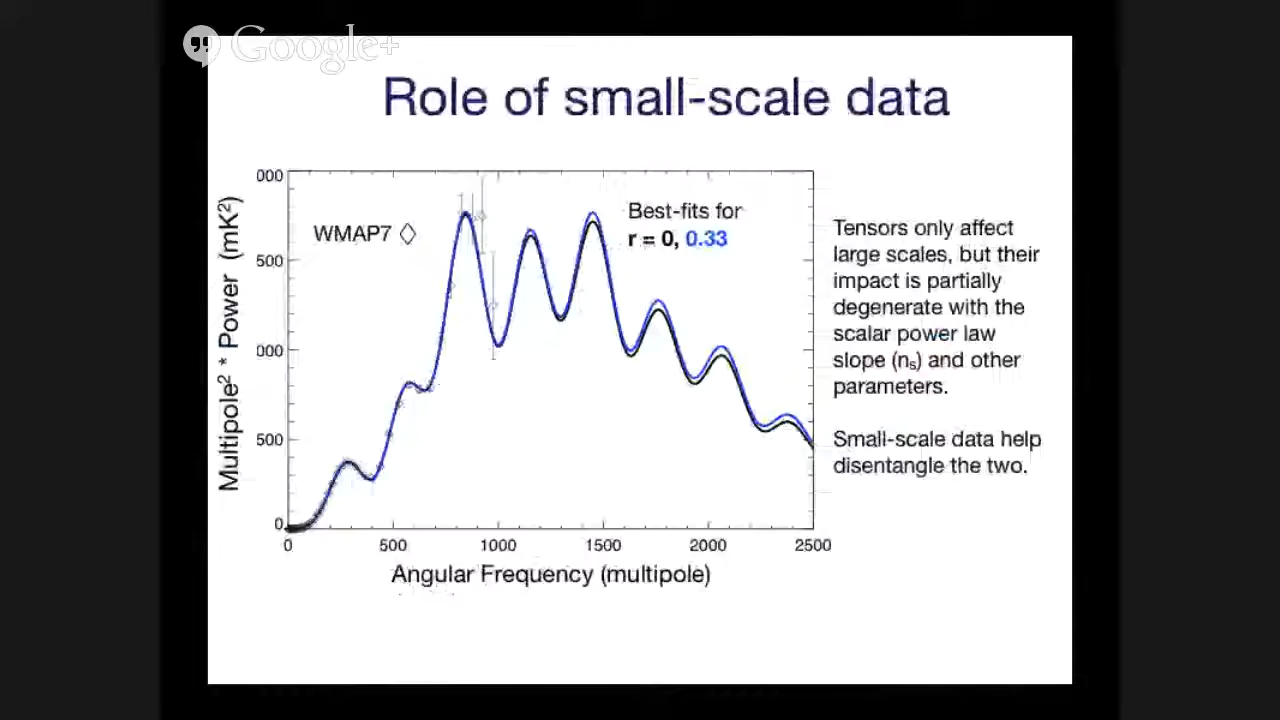 Google+
Role of small-scale data
Multipole² * Power (mK²)
000
500
000
500
0
WMAP7 ◇
Best-fits for
r = 0, 0.33
0 500 1000 1500 2000 2500
Angular Frequency (multipole)
Tensors only affect
large scales, but their
impact is partially
degenerate with the
scalar power law
slope (nₛ) and other
parameters.
Small-scale data help
disentangle the two.